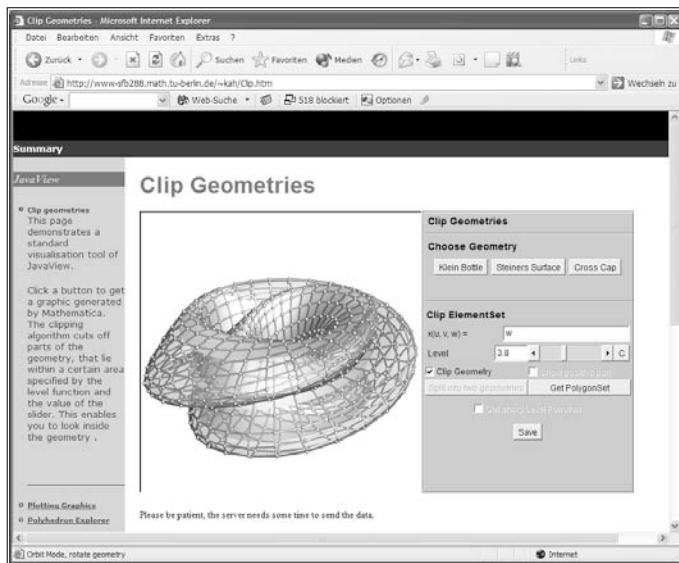 Clip Geometries - Microsoft Internet Explorer
Datei Bearbeiten Ansicht Favoriten Extras ?
Zurück Suchen Favoriten Medien
Links
Adresse http://www-sfb288.math.tu-berlin.de/~kah/Clip.htm Wechseln zu
Google Web-Suche 518 blockiert Optionen
Summary
JavaView
Clip geometries
This page
demonstrates a
standard
visualisation tool of
JavaView.
Click a button to get
a graphic generated
by Mathematica.
The clipping
algorithm cuts off
parts of the
geometry, that lie
within a certain area
specified by the
level function and
the value of the
slider. This enables
you to look inside
the geometry .
Plotting Graphics
Polyhedron Explorer
Clip Geometries
Clip Geometries
Choose Geometry
Klein Bottle Steiners Surface Cross Cap
Clip ElementSet
x(u, v, w) = w
Level C
Clip Geometry
Split into two geometries Get PolygonSet
Save
Please be patient, the server needs some time to send the data.
Orbit Mode, rotate geometry Internet